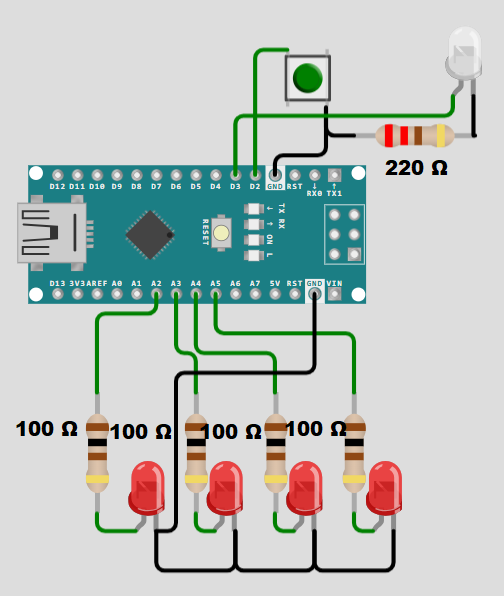 220 Ω
D12 D11 D10 D9 D8 D7 D6 D5 D4 D3 D2 GND RST ↓ RX0 ↑ TX1
RESET
← TX
↑ RX
ON
L
D13 3V3 AREF A0 A1 A2 A3 A4 A5 A6 A7 5V RST GND VIN
100 Ω 100 Ω 100 Ω 100 Ω